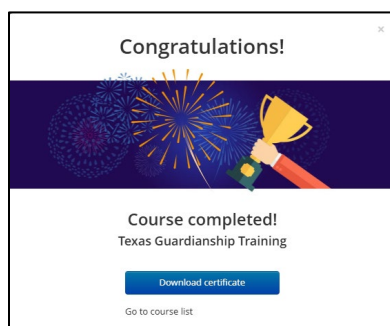 ×
Congratulations!
Course completed!
Texas Guardianship Training
Download certificate
Go to course list